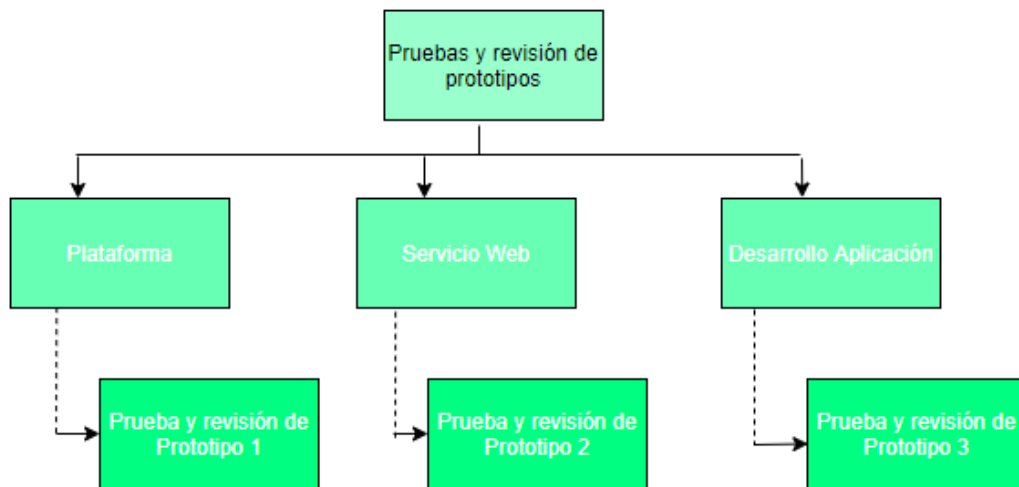 Pruebas y revisión de
prototipos
Plataforma
Servicio Web
Desarrollo Aplicación
Prueba y revisión de
Prototipo 1
Prueba y revisión de
Prototipo 2
Prueba y revisión de
Prototipo 3